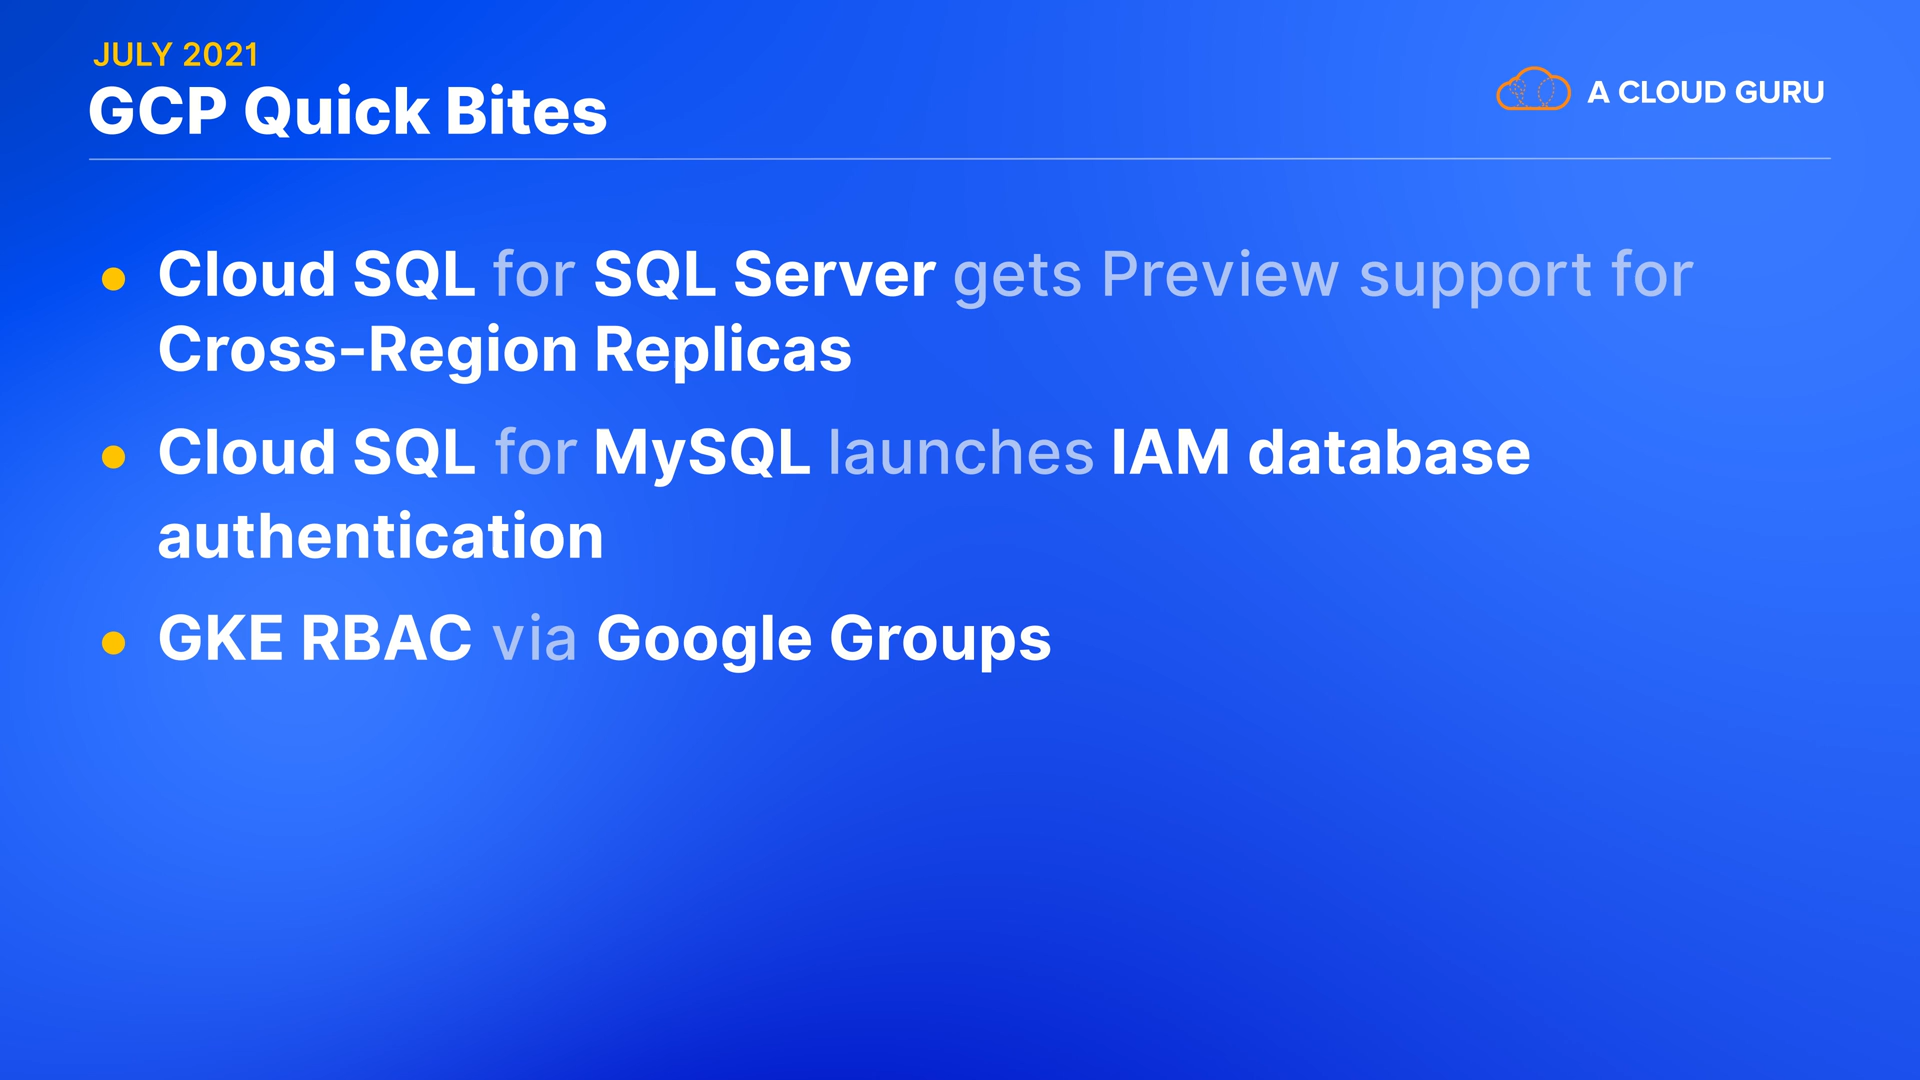 JULY 2021
GCP Quick Bites
A CLOUD GURU
Cloud SQL for SQL Server gets Preview support for
Cross-Region Replicas
Cloud SQL for MySQL launches IAM database
authentication
GKE RBAC via Google Groups